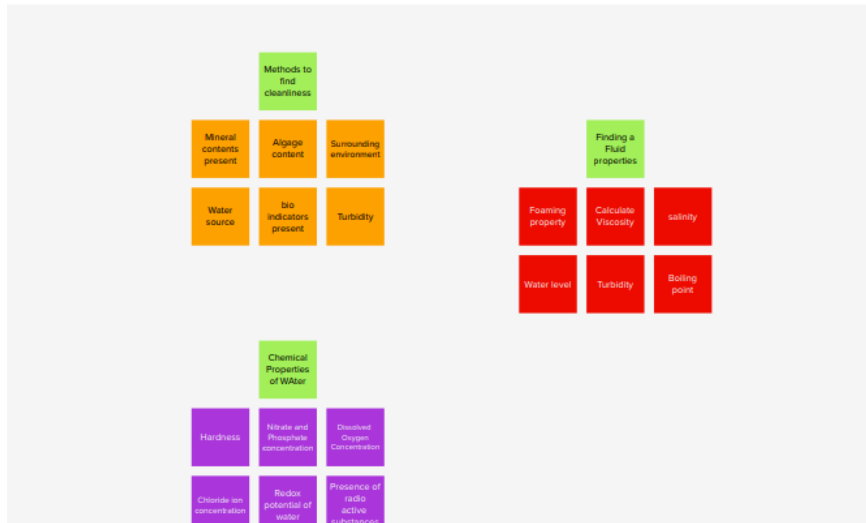 Methods to
find
cleanliness
Mineral
contents
present
Algage
content
Surrounding
environment
Water
source
bio
indicators
present
Turbidity
Finding a
Fluid
properties
Foaming
property
Calculate
Viscosity
salinity
Water level
Turbidity
Boiling
point
Chemical
Properties
of WAter
Hardness
Nitrate and
Phosphate
concentration
Dissolved
Oxygen
Concentration
Chloride ion
concentration
Redox
potential of
water
Presence of
radio
active
substances